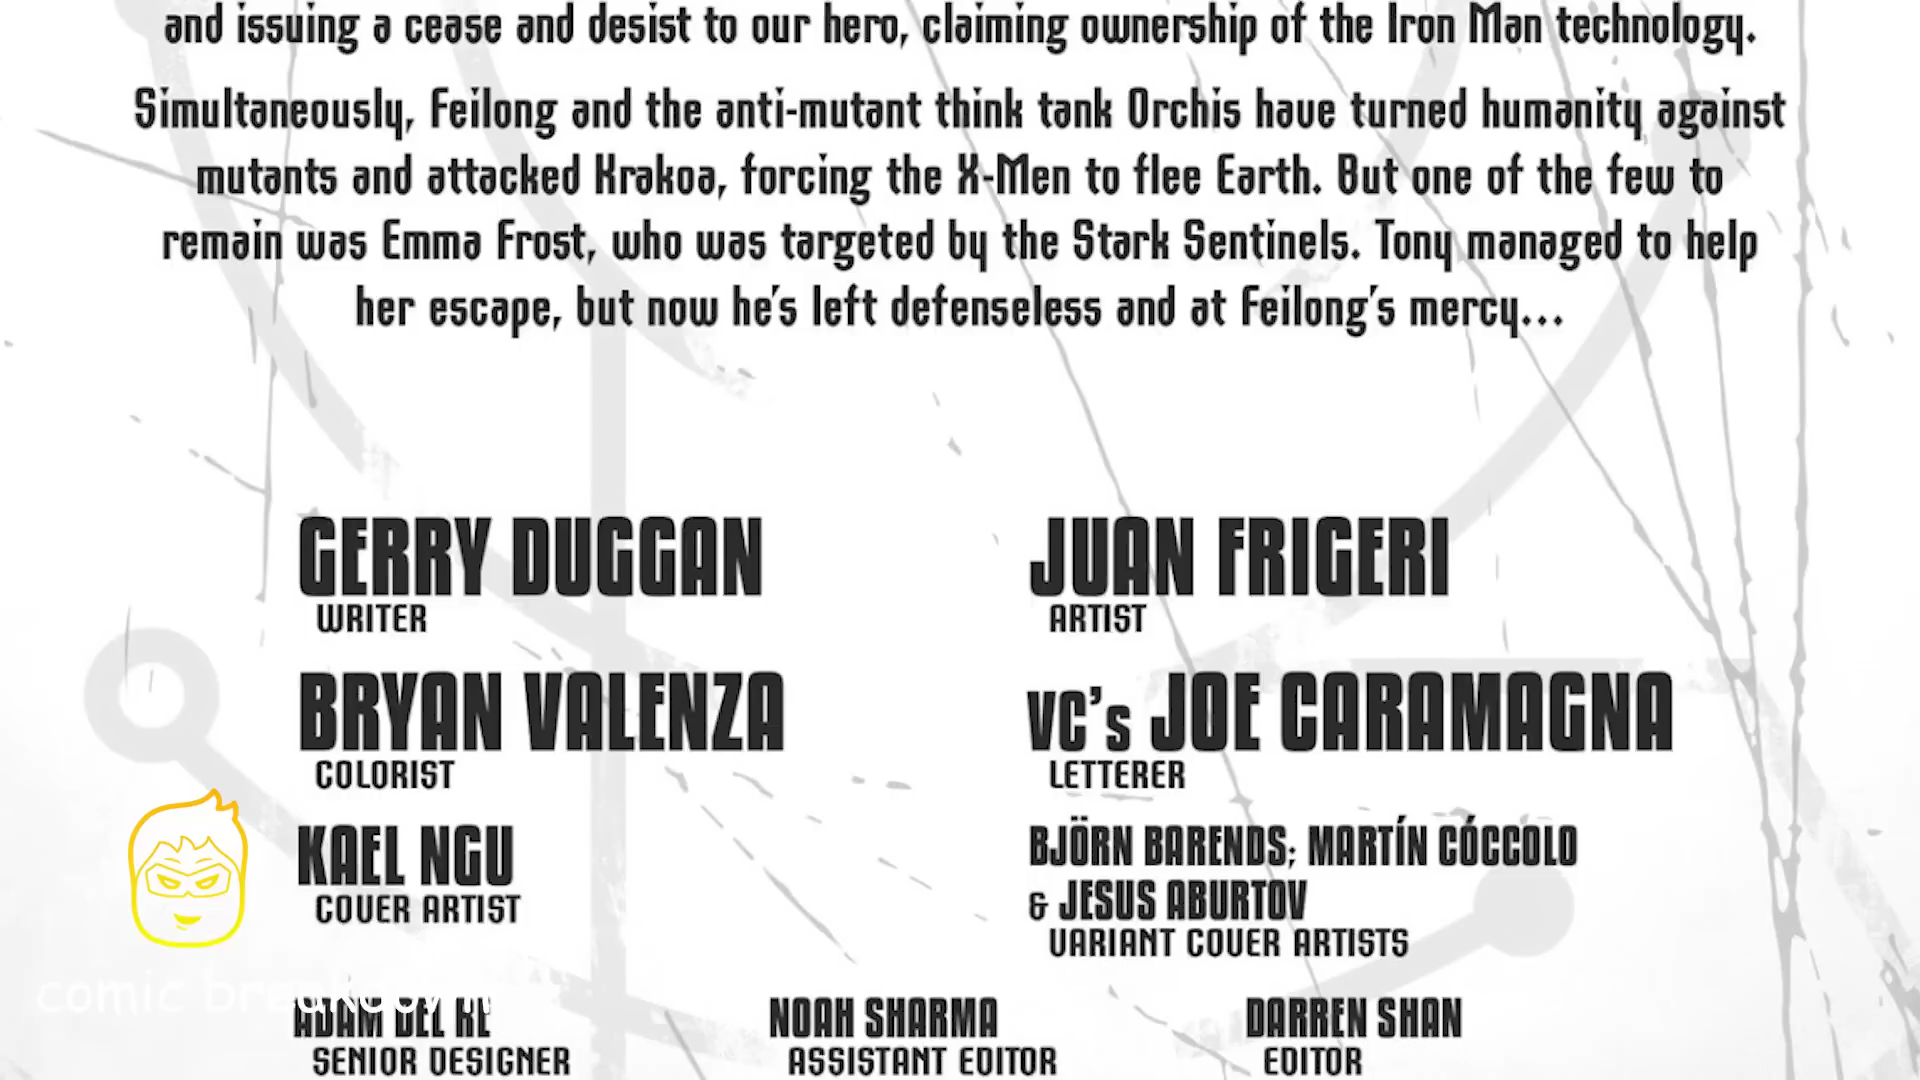 and issuing a cease and desist to our hero, claiming ownership of the Iron Man technology.
Simultaneously, Feilong and the anti-mutant think tank Orchis have turned humanity against
mutants and attacked Krakoa, forcing the X-Men to flee Earth. But one of the few to
remain was Emma Frost, who was targeted by the Stark Sentinels. Tony managed to help
her escape, but now he's left defenseless and at Feilong's mercy...
GERRY DUGGAN
WRITER
JUAN FRIGERI
ARTIST
BRYAN VALENZA
COLORIST
VC's JOE CARAMAGNA
LETTERER
KAEL NGU
COVER ARTIST
BJÖRN BARENDS; MARTÍN CÓCCOLO
& JESUS ABURTOV
VARIANT COVER ARTISTS
comic breakdown
ADAM DEL RE
SENIOR DESIGNER
NOAH SHARMA
ASSISTANT EDITOR
DARREN SHAN
EDITOR